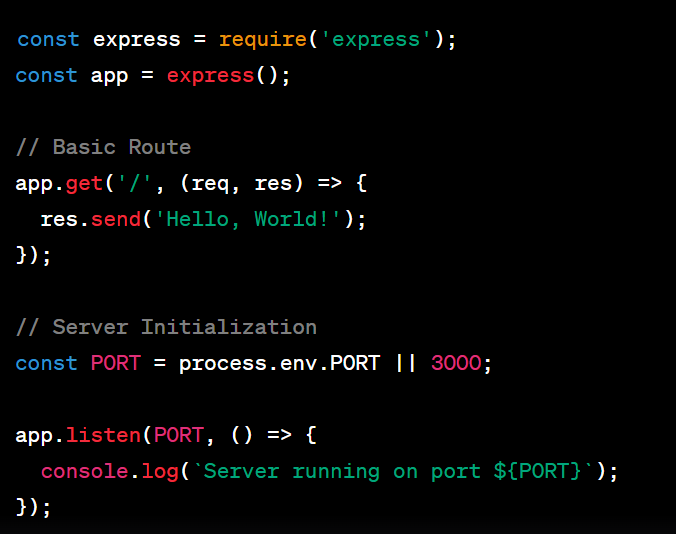 const express = require('express');
const app = express();

// Basic Route
app.get('/', (req, res) => {
  res.send('Hello, World!');
});

// Server Initialization
const PORT = process.env.PORT || 3000;

app.listen(PORT, () => {
  console.log(`Server running on port ${PORT}`);
});